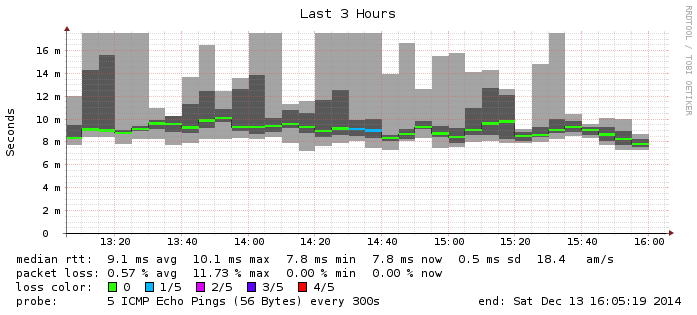 Last 3 Hours
RRDTOOL / TOBI OETIKER
Seconds
16 m
14 m
12 m
10 m
8 m
6 m
4 m
2 m
0
13:20 13:40 14:00 14:20 14:40 15:00 15:20 15:40 16:00
median rtt: 9.1 ms avg 10.1 ms max 7.8 ms min 7.8 ms now 0.5 ms sd 18.4 am/s
packet loss: 0.57 % avg 11.73 % max 0.00 % min 0.00 % now
loss color: 0 1/5 2/5 3/5 4/5
probe: 5 ICMP Echo Pings (56 Bytes) every 300s end: Sat Dec 13 16:05:19 2014